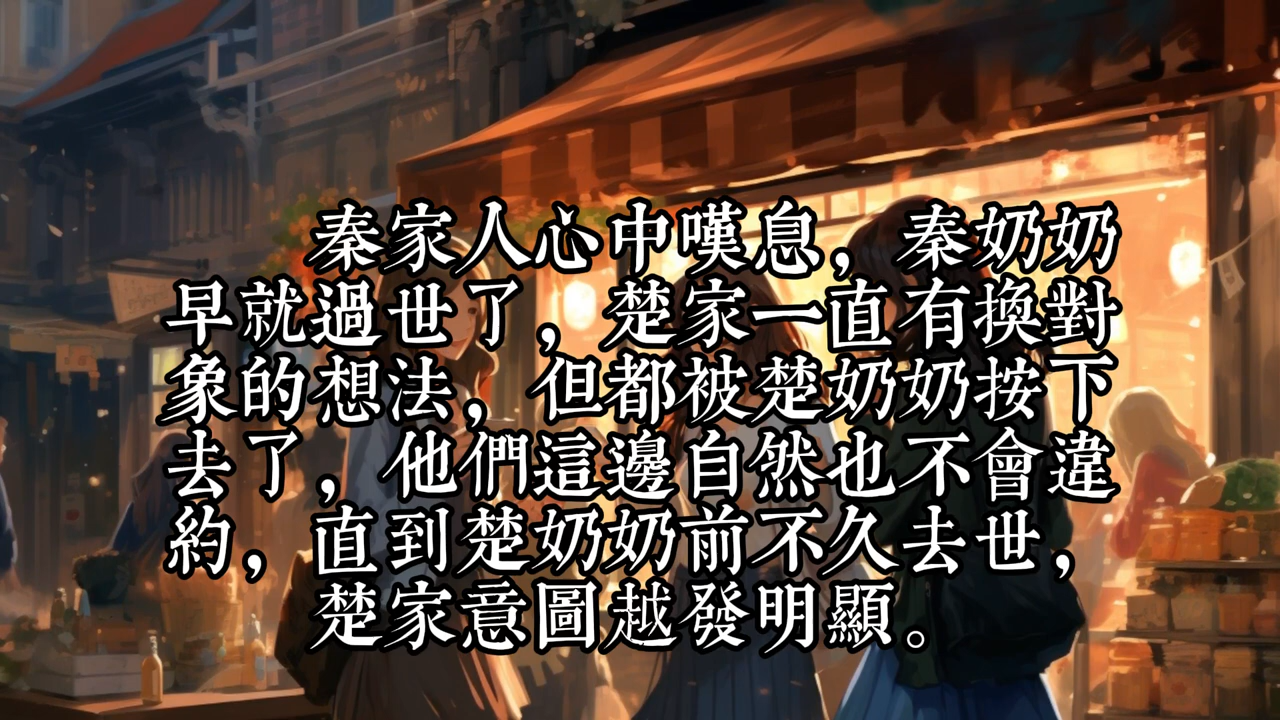 秦家人心中嘆息，秦奶奶
早就過世了，楚家一直有換對
象的想法，但都被楚奶奶按下
去了，他們這邊自然也不會違
約，直到楚奶奶前不久去世，
楚家意圖越發明顯。